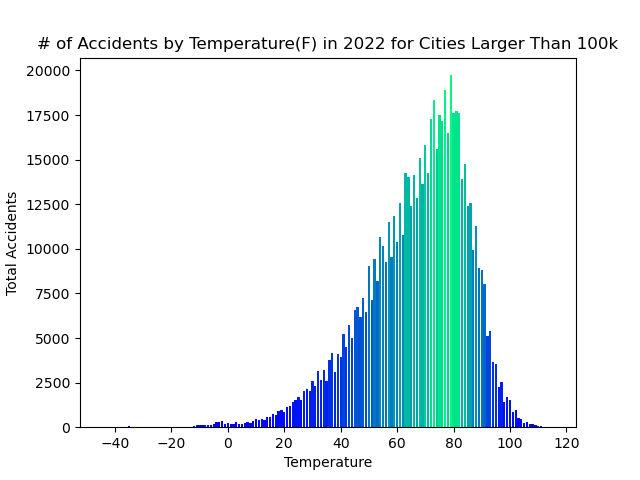 # of Accidents by Temperature(F) in 2022 for Cities Larger Than 100k
20000
17500
15000
12500
10000
7500
5000
2500
0
Total Accidents
−40 −20 0 20 40 60 80 100 120
Temperature